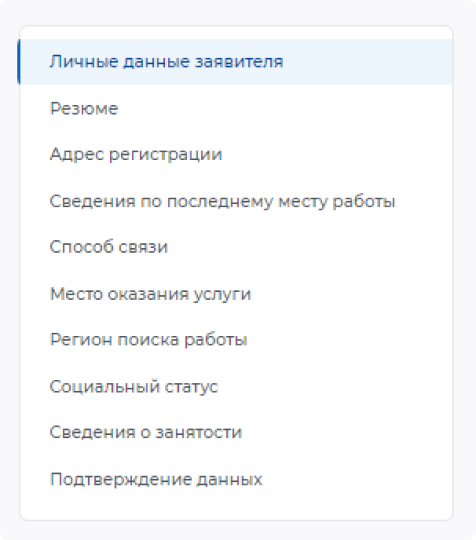 Личные данные заявителя
Резюме
Адрес регистрации
Сведения по последнему месту работы
Способ связи
Место оказания услуги
Регион поиска работы
Социальный статус
Сведения о занятости
Подтверждение данных